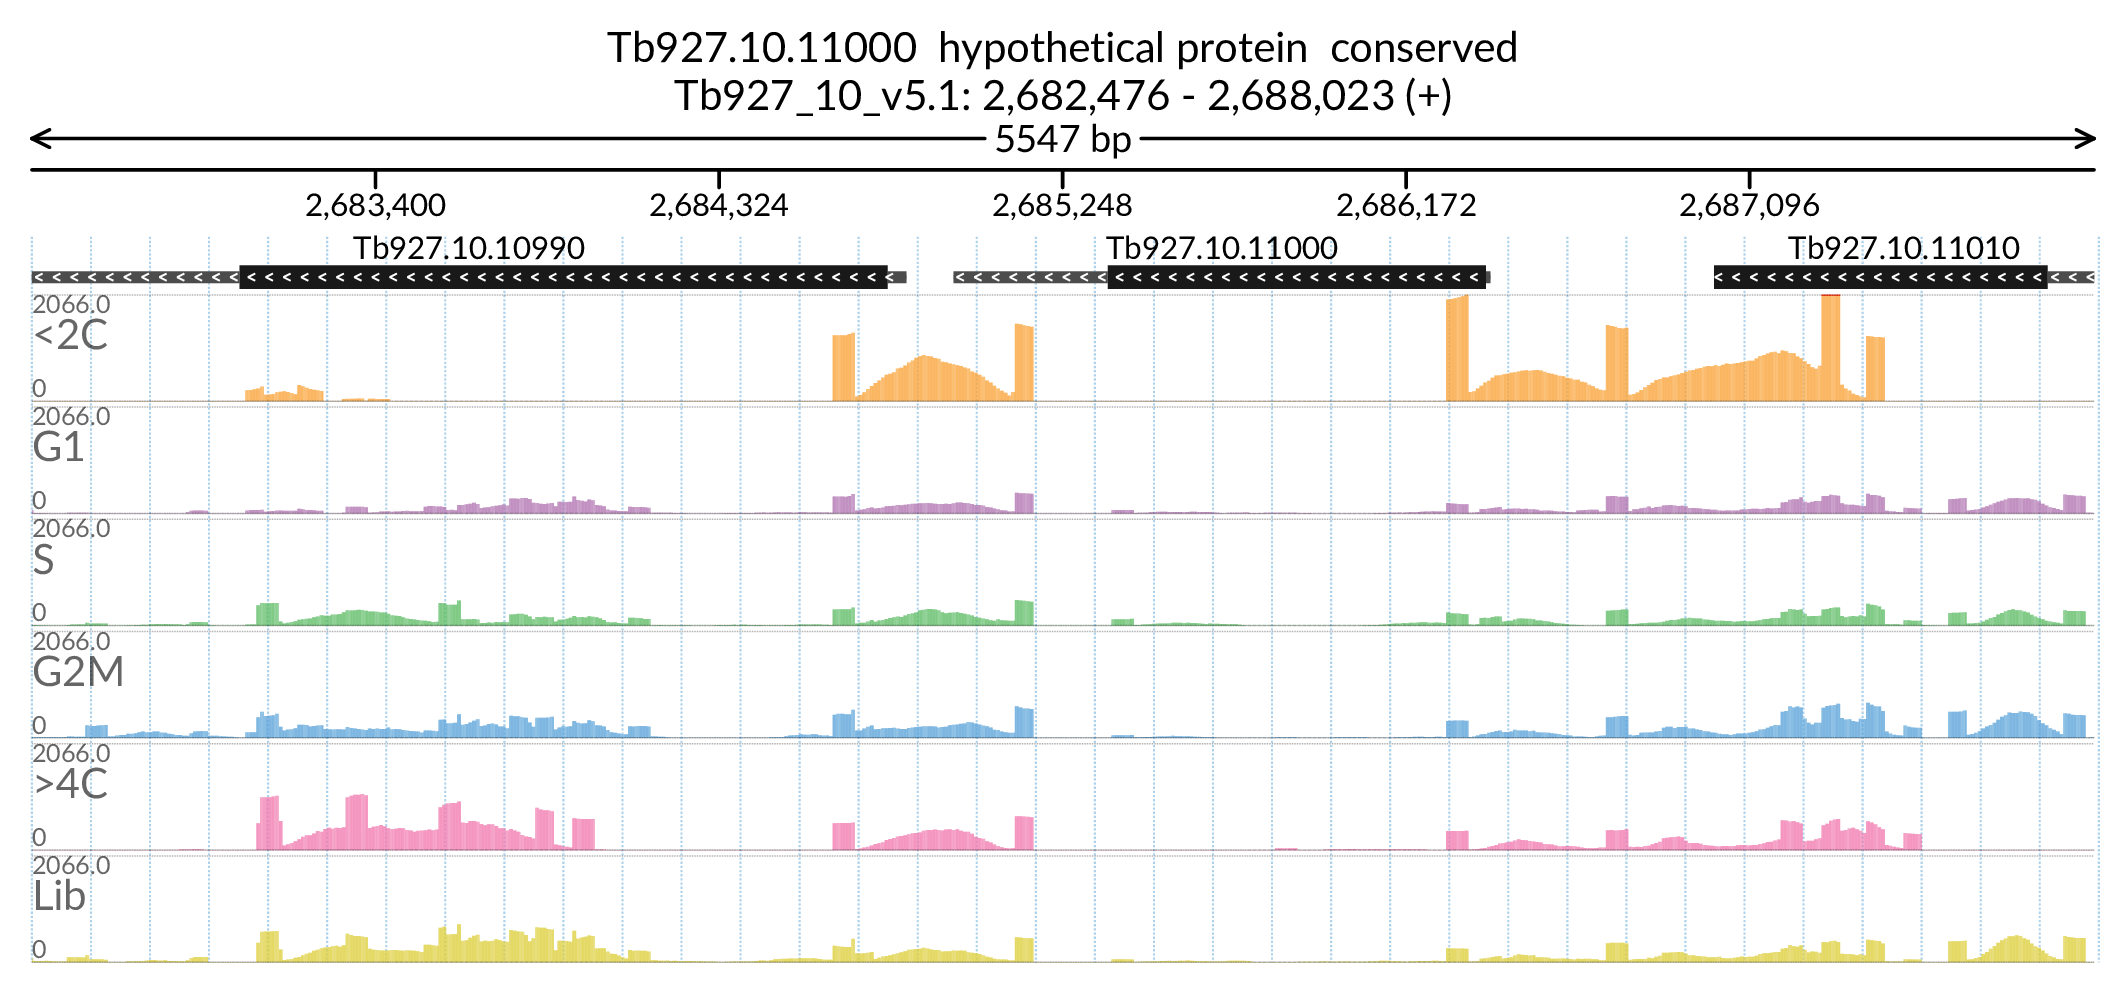 Tb927.10.11000 hypothetical protein conserved
Tb927_10_v5.1: 2,682,476 - 2,688,023 (+)
5547 bp
2,683,400 2,684,324 2,685,248 2,686,172 2,687,096
Tb927.10.10990 Tb927.10.11000 Tb927.10.11010
2066.0
<2C
0
2066.0
G1
0
2066.0
S
0
2066.0
G2M
0
2066.0
>4C
0
2066.0
Lib
0